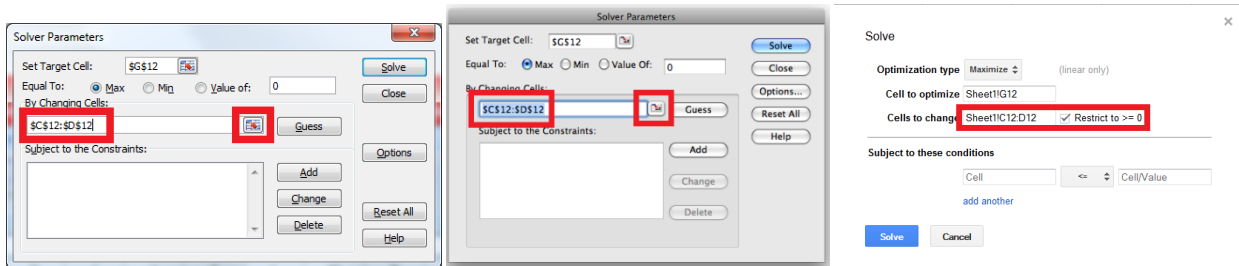 Solver Parameters
Set Target Cell: $G$12
Solve
Equal To: Max Min Value of: 0
Close
By Changing Cells:
$C$12:$D$12
Guess
Subject to the Constraints:
Options
Add
Change
Reset All
Delete
Help
Solver Parameters
Set Target Cell: $G$12
Solve
Equal To: Max Min Value Of: 0
Close
By Changing Cells:
Options...
$C$12:$D$12
Guess
Reset All
Subject to the Constraints:
Help
Add
Change
Delete
Solve
Optimization type Maximize (linear only)
Cell to optimize Sheet1!G12
Cells to change Sheet1!C12:D12 Restrict to >= 0
Subject to these conditions
Cell <= Cell/Value
add another
Solve Cancel